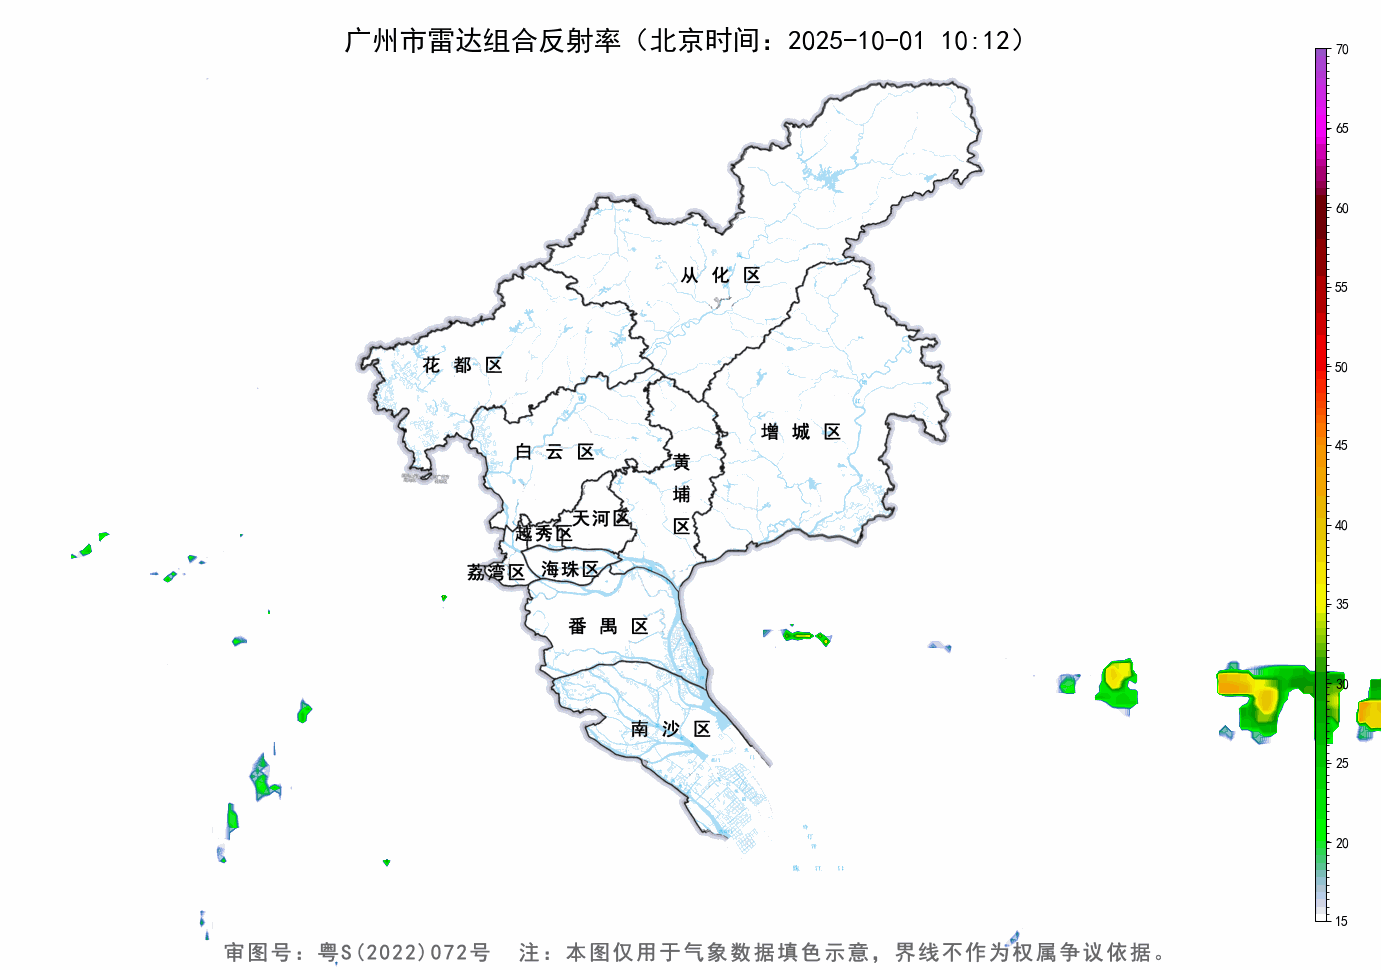 广州市雷达组合反射率（北京时间：2025-10-01 10:12）
70
65
60
55
50
45
40
35
30
25
20
15
从化区
花都区
增城区
白云区
黄埔区
天河区
越秀区
荔湾区
海珠区
番禺区
南沙区
审图号：粤S(2022)072号 注：本图仅用于气象数据填色示意，界线不作为权属争议依据。